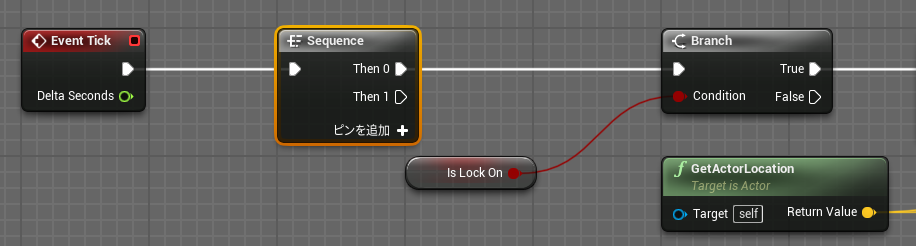 Event Tick
Delta Seconds
Sequence
Then 0
Then 1
ピンを追加
Is Lock On
Branch
True
Condition
False
GetActorLocation
Target is Actor
Target self
Return Value